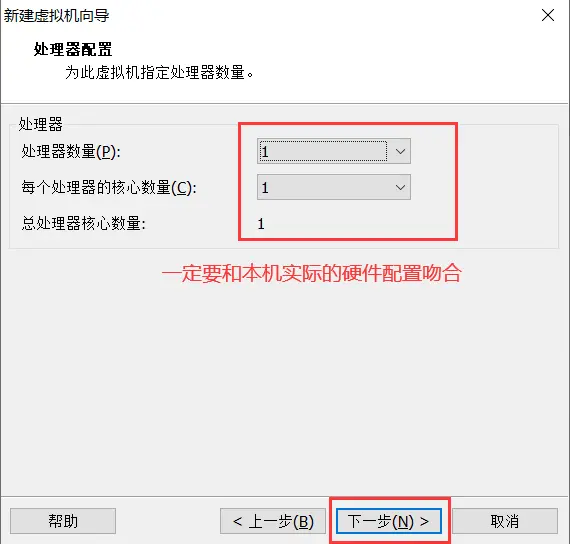 新建虚拟机向导
处理器配置
为此虚拟机指定处理器数量。
处理器
处理器数量(P): 1
每个处理器的核心数量(C): 1
总处理器核心数量: 1
一定要和本机实际的硬件配置吻合
帮助 < 上一步(B) 下一步(N) > 取消